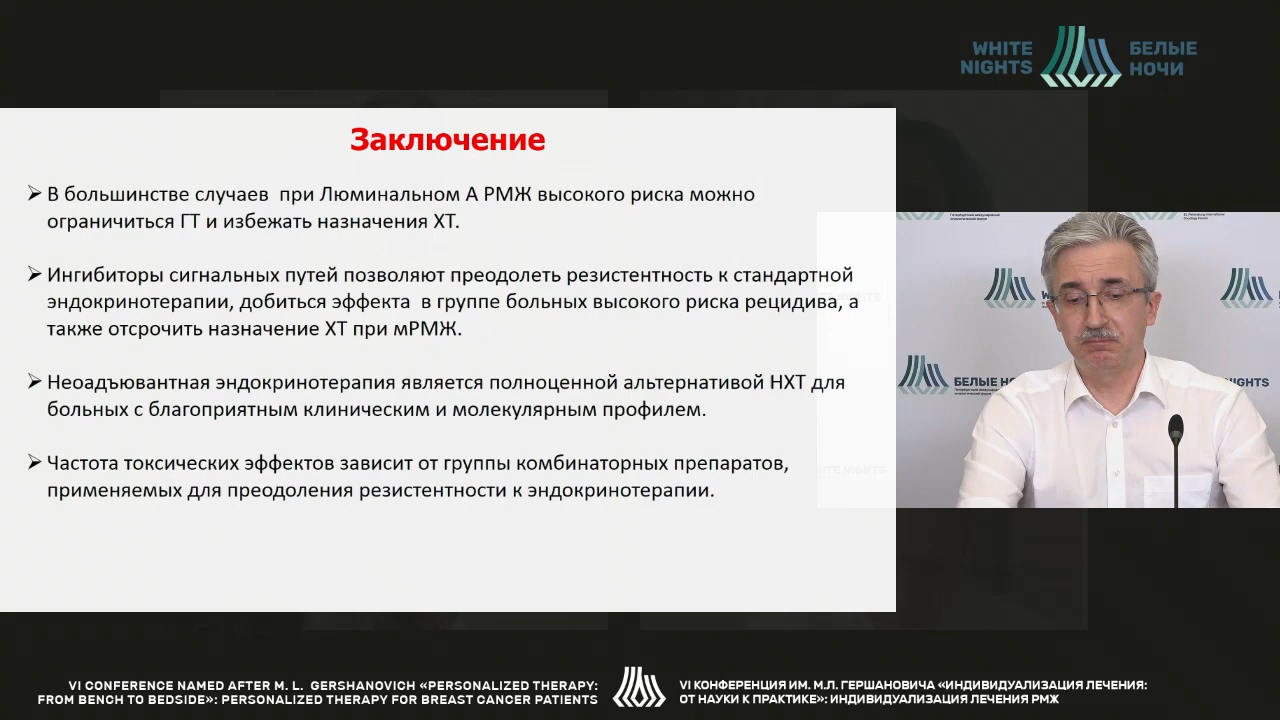 WHITE
NIGHTS
БЕЛЫЕ
НОЧИ
Заключение
➢ В большинстве случаев при Люминальном А РМЖ высокого риска можно
ограничиться ГТ и избежать назначения ХТ.
➢ Ингибиторы сигнальных путей позволяют преодолеть резистентность к стандартной
эндокринотерапии, добиться эффекта в группе больных высокого риска рецидива, а
также отсрочить назначение ХТ при мРМЖ.
➢ Неоадъювантная эндокринотерапия является полноценной альтернативой НХТ для
больных с благоприятным клиническим и молекулярным профилем.
➢ Частота токсических эффектов зависит от группы комбинаторных препаратов,
применяемых для преодоления резистентности к эндокринотерапии.
БЕЛЫЕ НО
NIGHTS
VI CONFERENCE NAMED AFTER M. L. GERSHANOVICH «PERSONALIZED THERAPY:
FROM BENCH TO BEDSIDE»: PERSONALIZED THERAPY FOR BREAST CANCER PATIENTS
VI КОНФЕРЕНЦИЯ ИМ. М.Л. ГЕРШАНОВИЧА «ИНДИВИДУАЛИЗАЦИЯ ЛЕЧЕНИЯ:
ОТ НАУКИ К ПРАКТИКЕ»: ИНДИВИДУАЛИЗАЦИЯ ЛЕЧЕНИЯ РМЖ